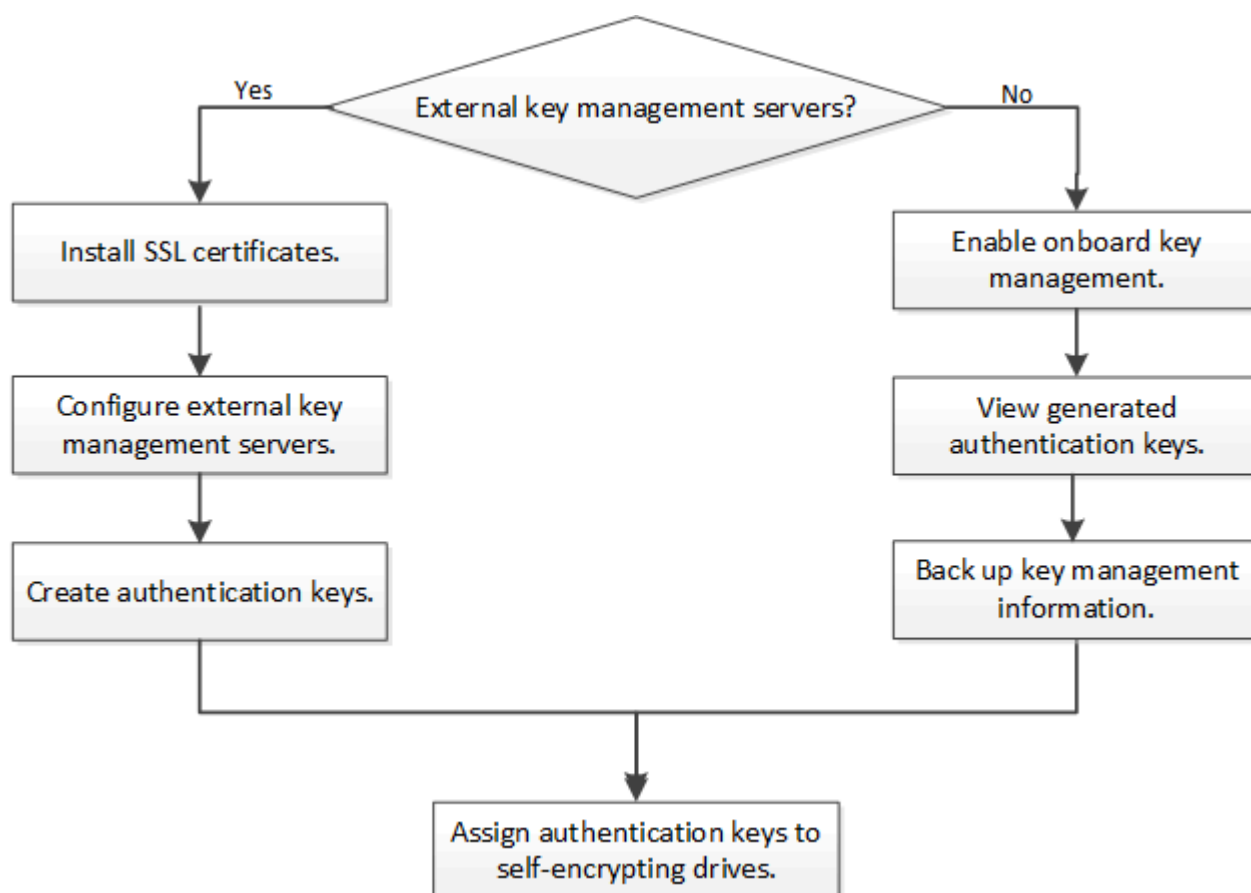 Yes
External key management servers?
No
Install SSL certificates.
Enable onboard key
management.
Configure external key
management servers.
View generated
authentication keys.
Create authentication keys.
Back up key management
information.
Assign authentication keys to
self-encrypting drives.